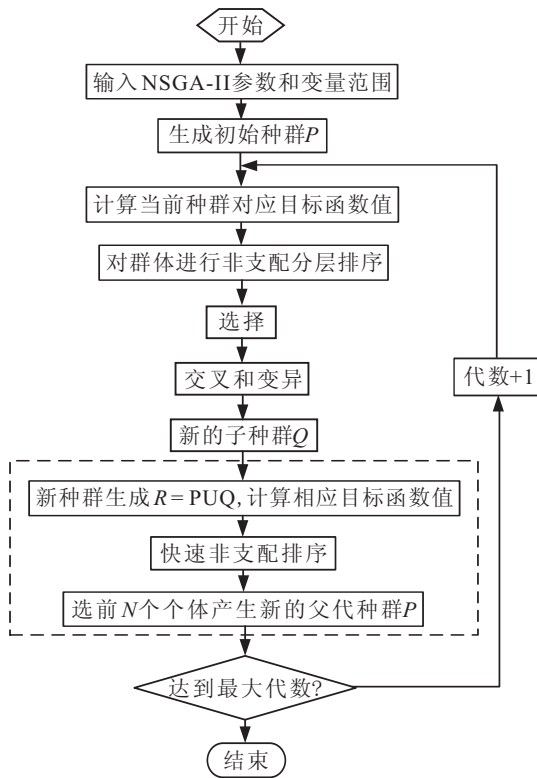 开始
输入NSGA-II参数和变量范围
生成初始种群P
计算当前种群对应目标函数值
对群体进行非支配分层排序
选择
交叉和变异
代数+1
新的子种群Q
新种群生成R=PUQ,计算相应目标函数值
快速非支配排序
选前N个个体产生新的父代种群P
达到最大代数?
结束